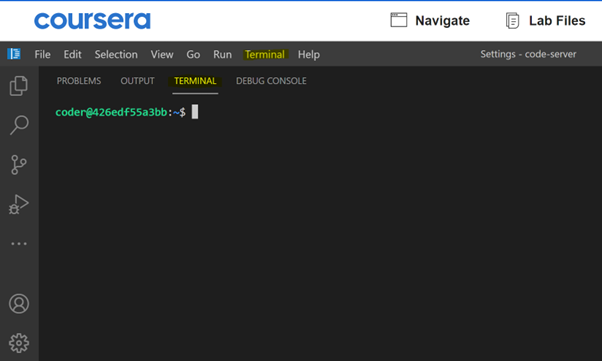 coursera Navigate Lab Files
File Edit Selection View Go Run Terminal Help Settings - code-server
PROBLEMS OUTPUT TERMINAL DEBUG CONSOLE
coder@426edf55a3bb:~$